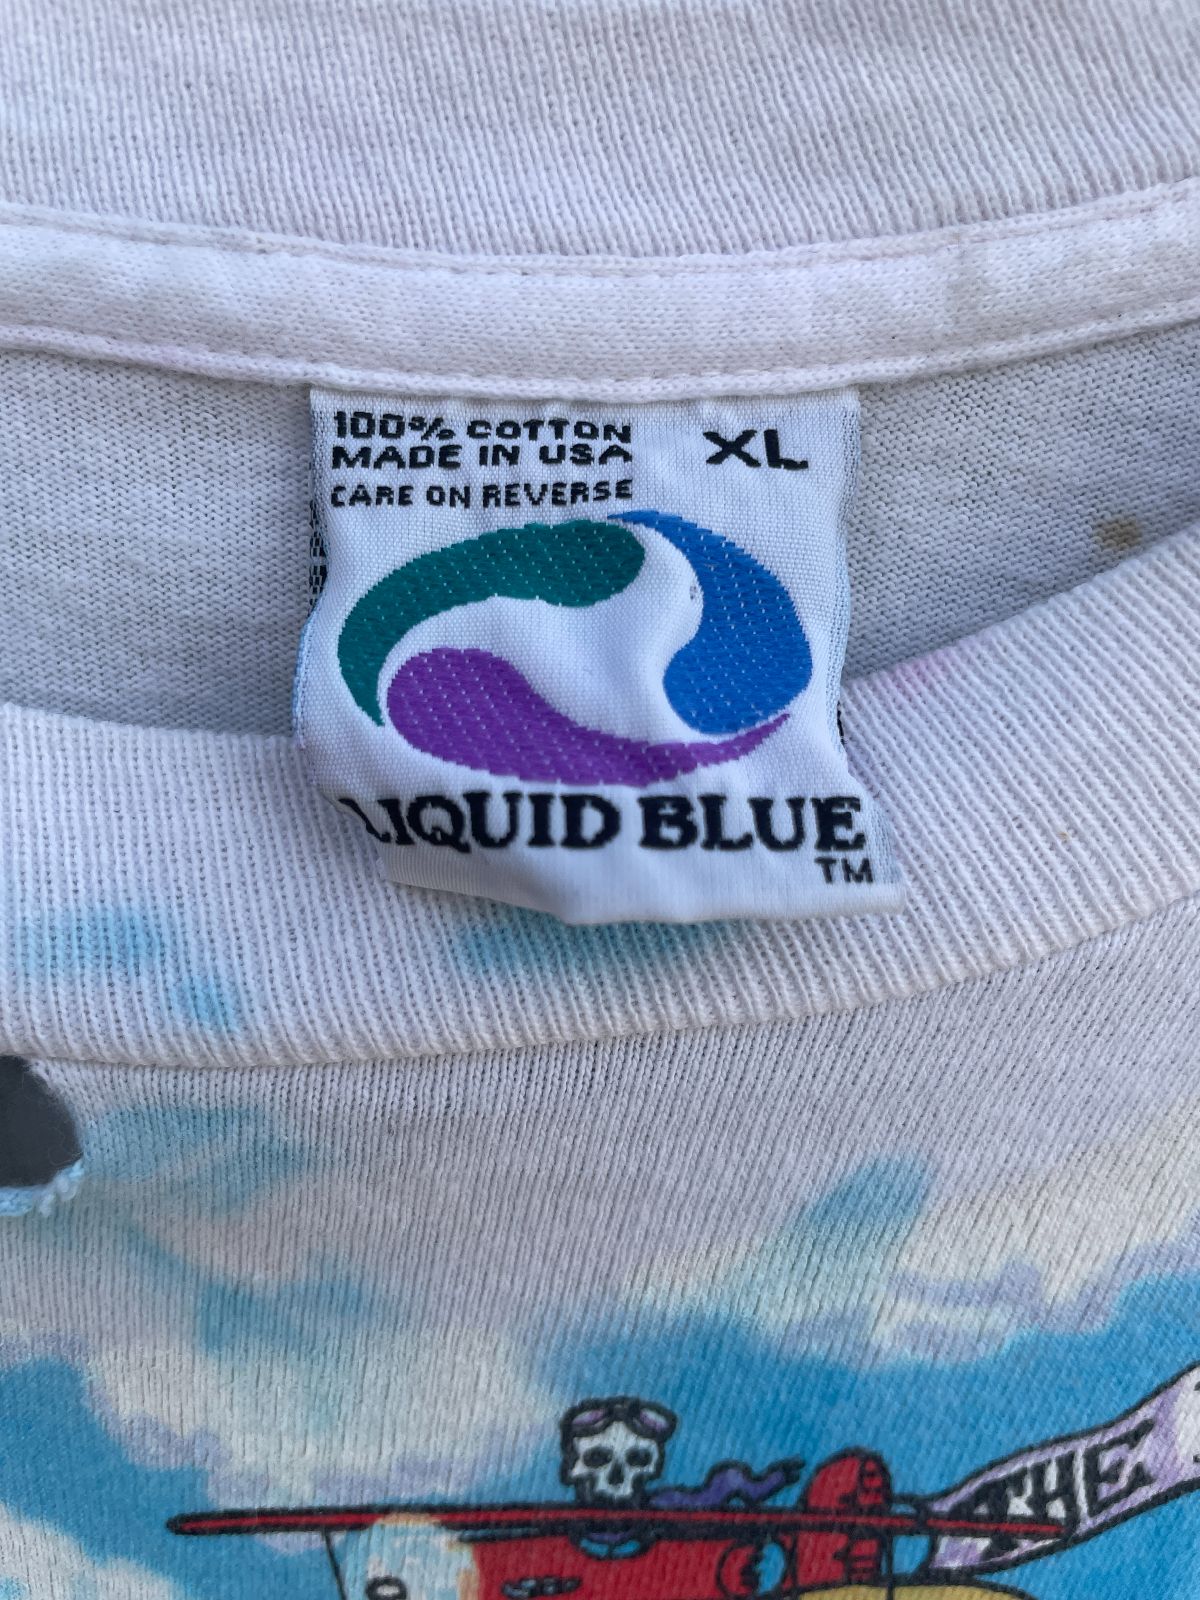 100% COTTON
MADE IN USA
CARE ON REVERSE
XL
LIQUID BLUE
TM
THE